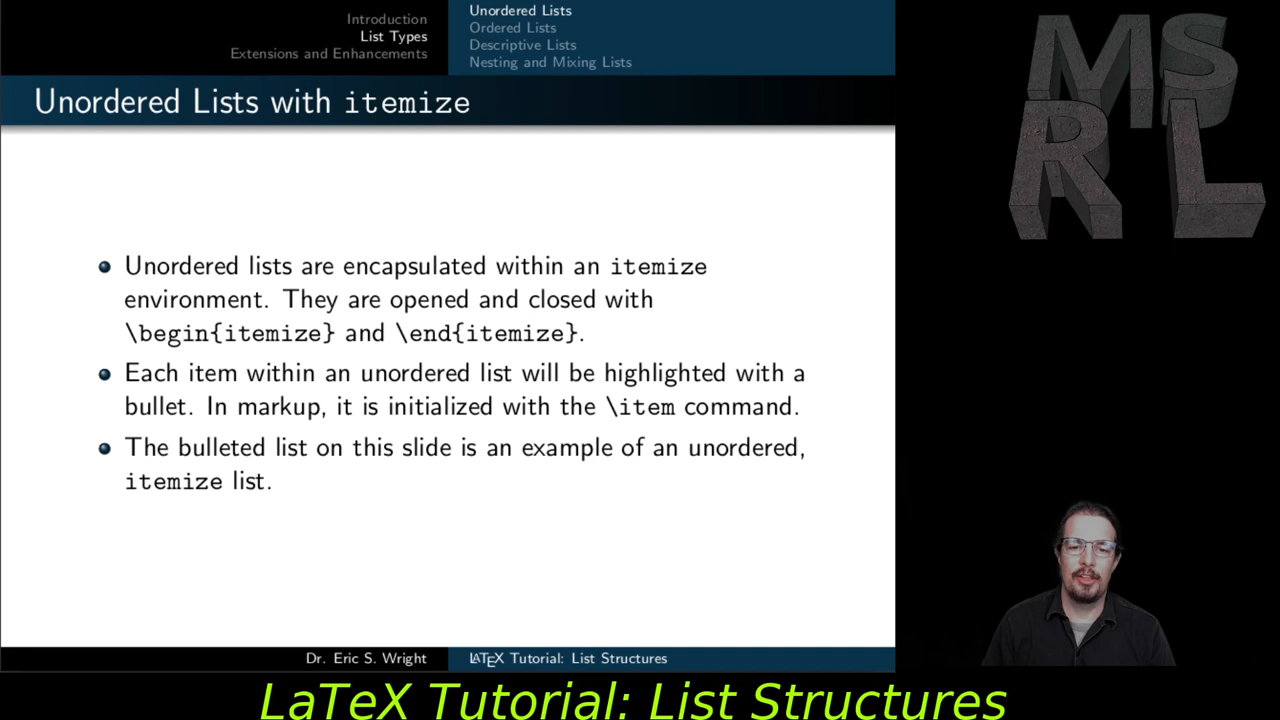 Introduction
List Types
Extensions and Enhancements
Unordered Lists
Ordered Lists
Descriptive Lists
Nesting and Mixing Lists
Unordered Lists with itemize
Unordered lists are encapsulated within an itemize
environment. They are opened and closed with
\begin{itemize} and \end{itemize}.
Each item within an unordered list will be highlighted with a
bullet. In markup, it is initialized with the \item command.
The bulleted list on this slide is an example of an unordered,
itemize list.
Dr. Eric S. Wright
LATEX Tutorial: List Structures
MS
RL
LaTeX Tutorial: List Structures